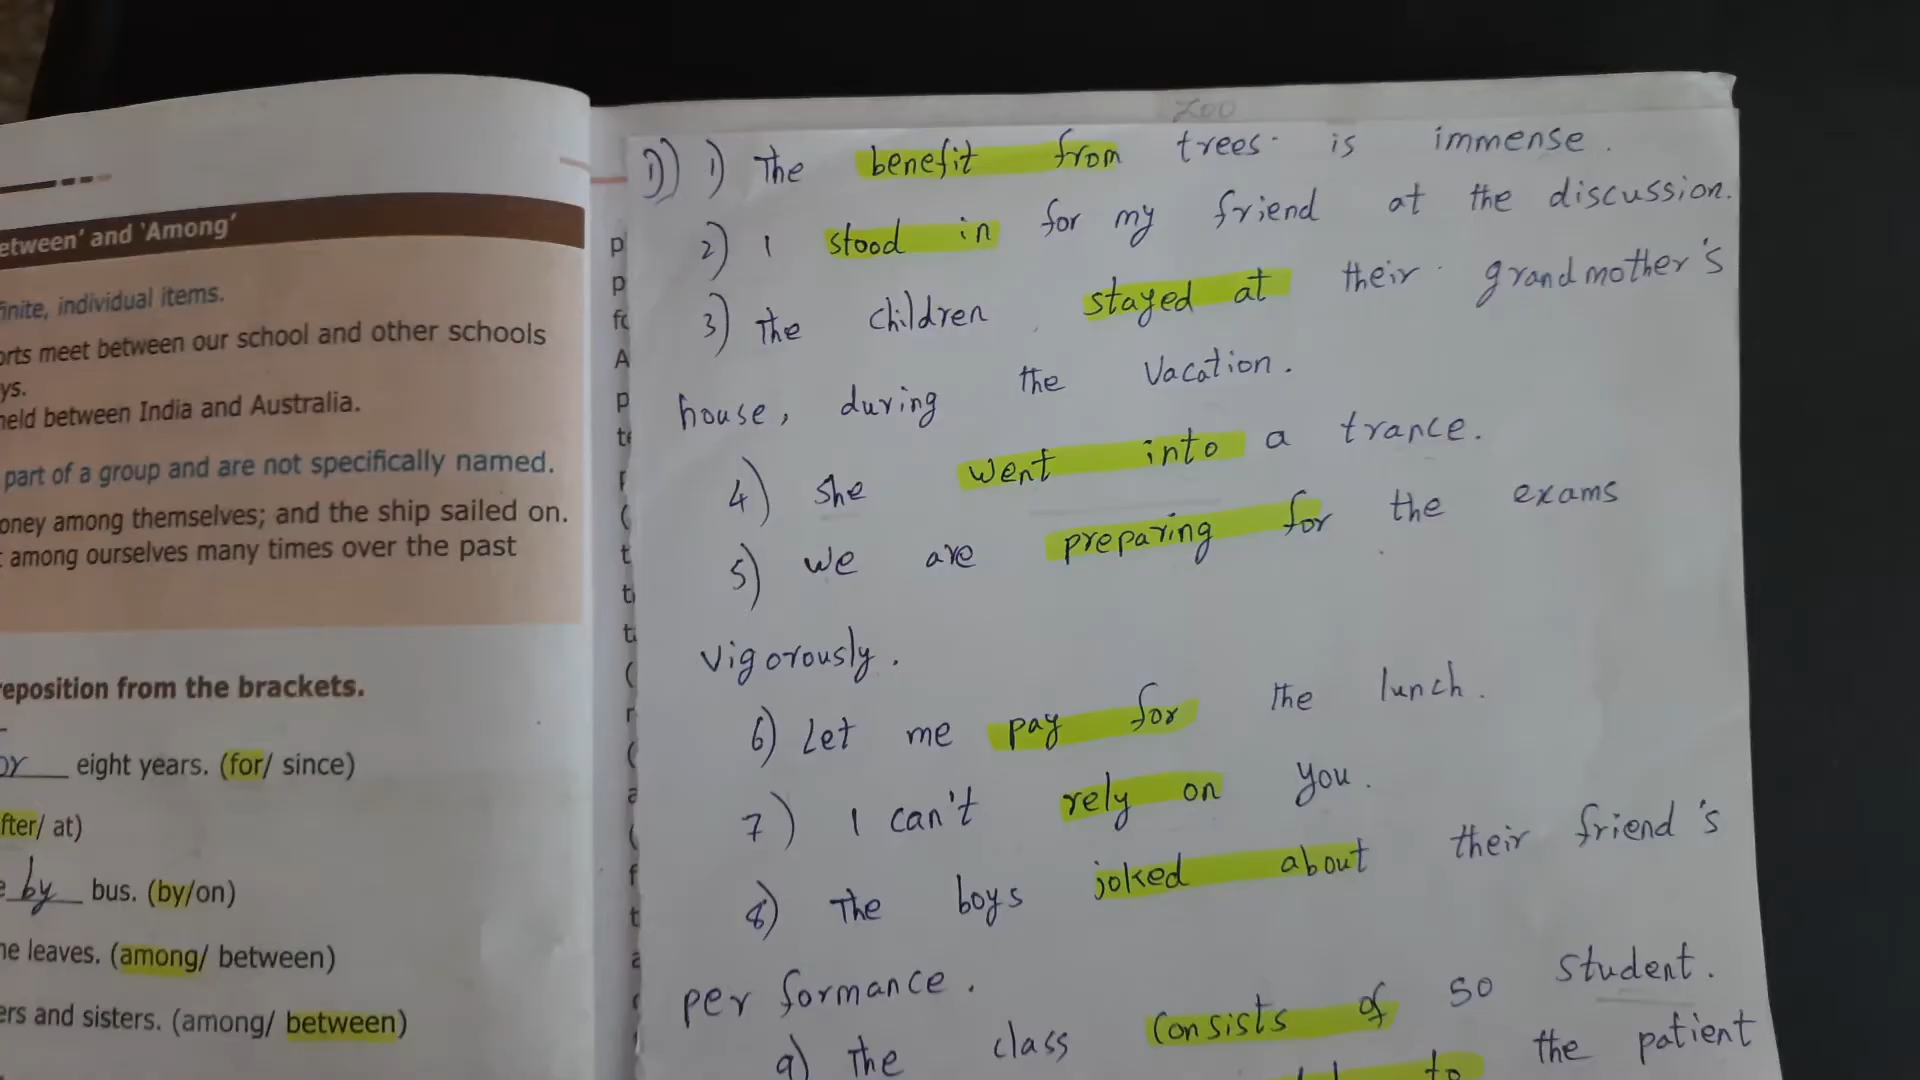 etween' and 'Among'
finite, individual items.
orts meet between our school and other schools
ys.
held between India and Australia.
part of a group and are not specifically named.
oney among themselves; and the ship sailed on.
among ourselves many times over the past
reposition from the brackets.
or eight years. (for/ since)
fter/ at)
e by bus. (by/on)
he leaves. (among/ between)
ers and sisters. (among/ between)
200
D) 1) The benefit from trees is immense.
2) I stood in for my friend at the discussion.
3) The children stayed at their grandmother's
house, during the vacation.
4) She went into a trance.
5) We are preparing for the exams
vigorously.
6) Let me pay for the lunch.
7) I can't rely on you.
8) The boys joked about their friend's
performance.
9) The class consists of 50 student.
to the patient